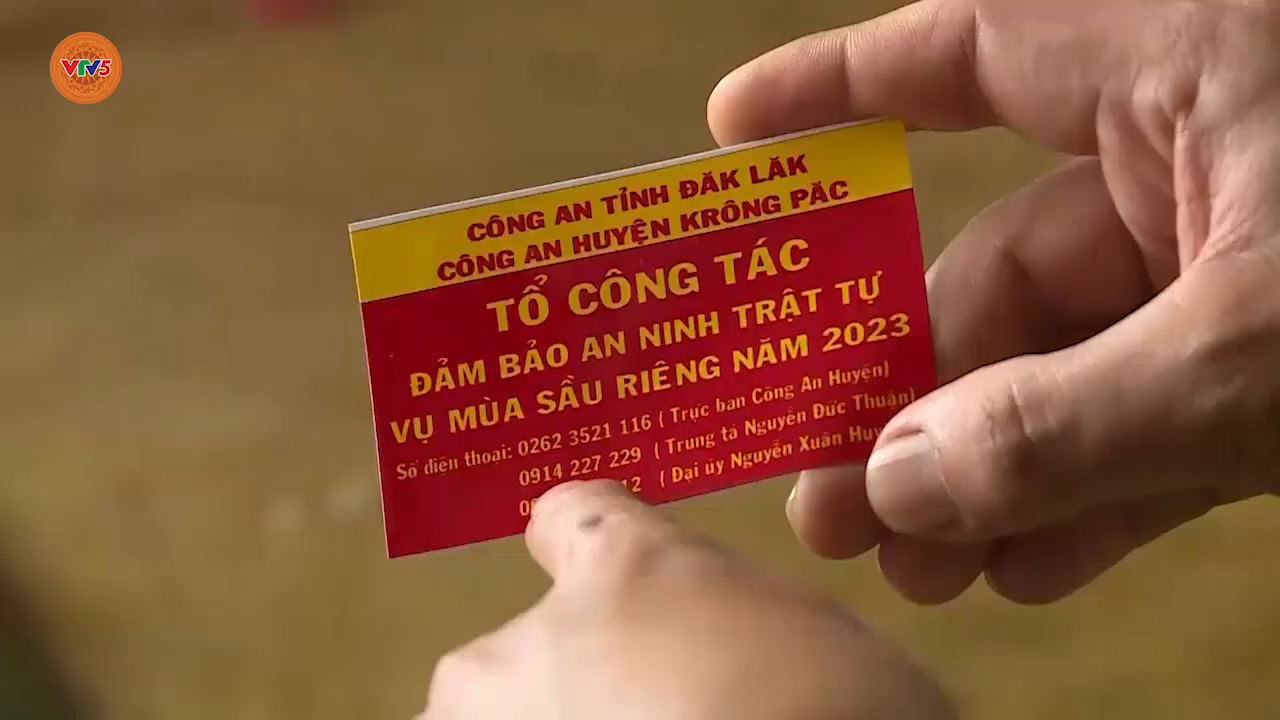 VTV5
CÔNG AN TỈNH ĐĂK LĂK
CÔNG AN HUYỆN KRÔNG PĂC
TỔ CÔNG TÁC
ĐẢM BẢO AN NINH TRẬT TỰ
VỤ MÙA SẦU RIÊNG NĂM 2023
Số điện thoại: 0262 3521 116 ( Trực ban Công An Huyện)
0914 227 229 ( Trung tá Nguyễn Đức Thuận)
( Đại úy Nguyễn Xuân